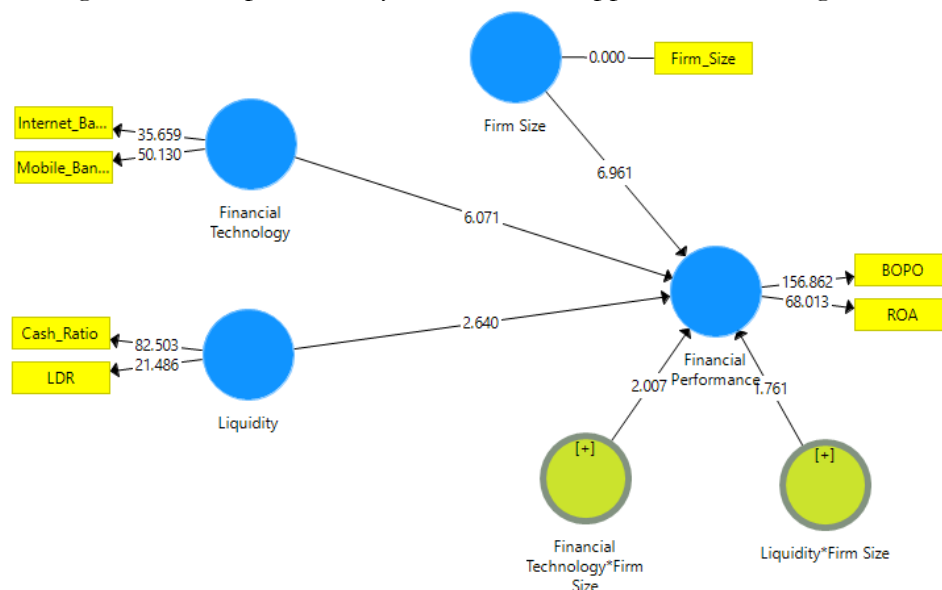 0.000
Firm_Size
Firm Size
Internet_Ba...
35.659
Mobile_Ban...
50.130
Financial
Technology
6.961
6.071
Cash_Ratio
82.503
LDR
21.486
Liquidity
2.640
156.862
BOPO
68.013
ROA
Financial
Performance
2.007
1.761
[+]
[+]
Financial
Technology*Firm
Size
Liquidity*Firm Size